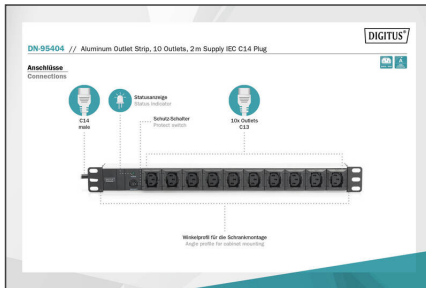 DIGITUS
DN-95404 // Aluminum Outlet Strip, 10 Outlets, 2 m Supply IEC C14 Plug
Anschlüsse
Connections
Statusanzeige
Status indicator
Schutz-Schalter
Protect switch
C14
male
10x Outlets
C13
Winkelprofil für die Schrankmontage
Angle profile for cabinet mounting